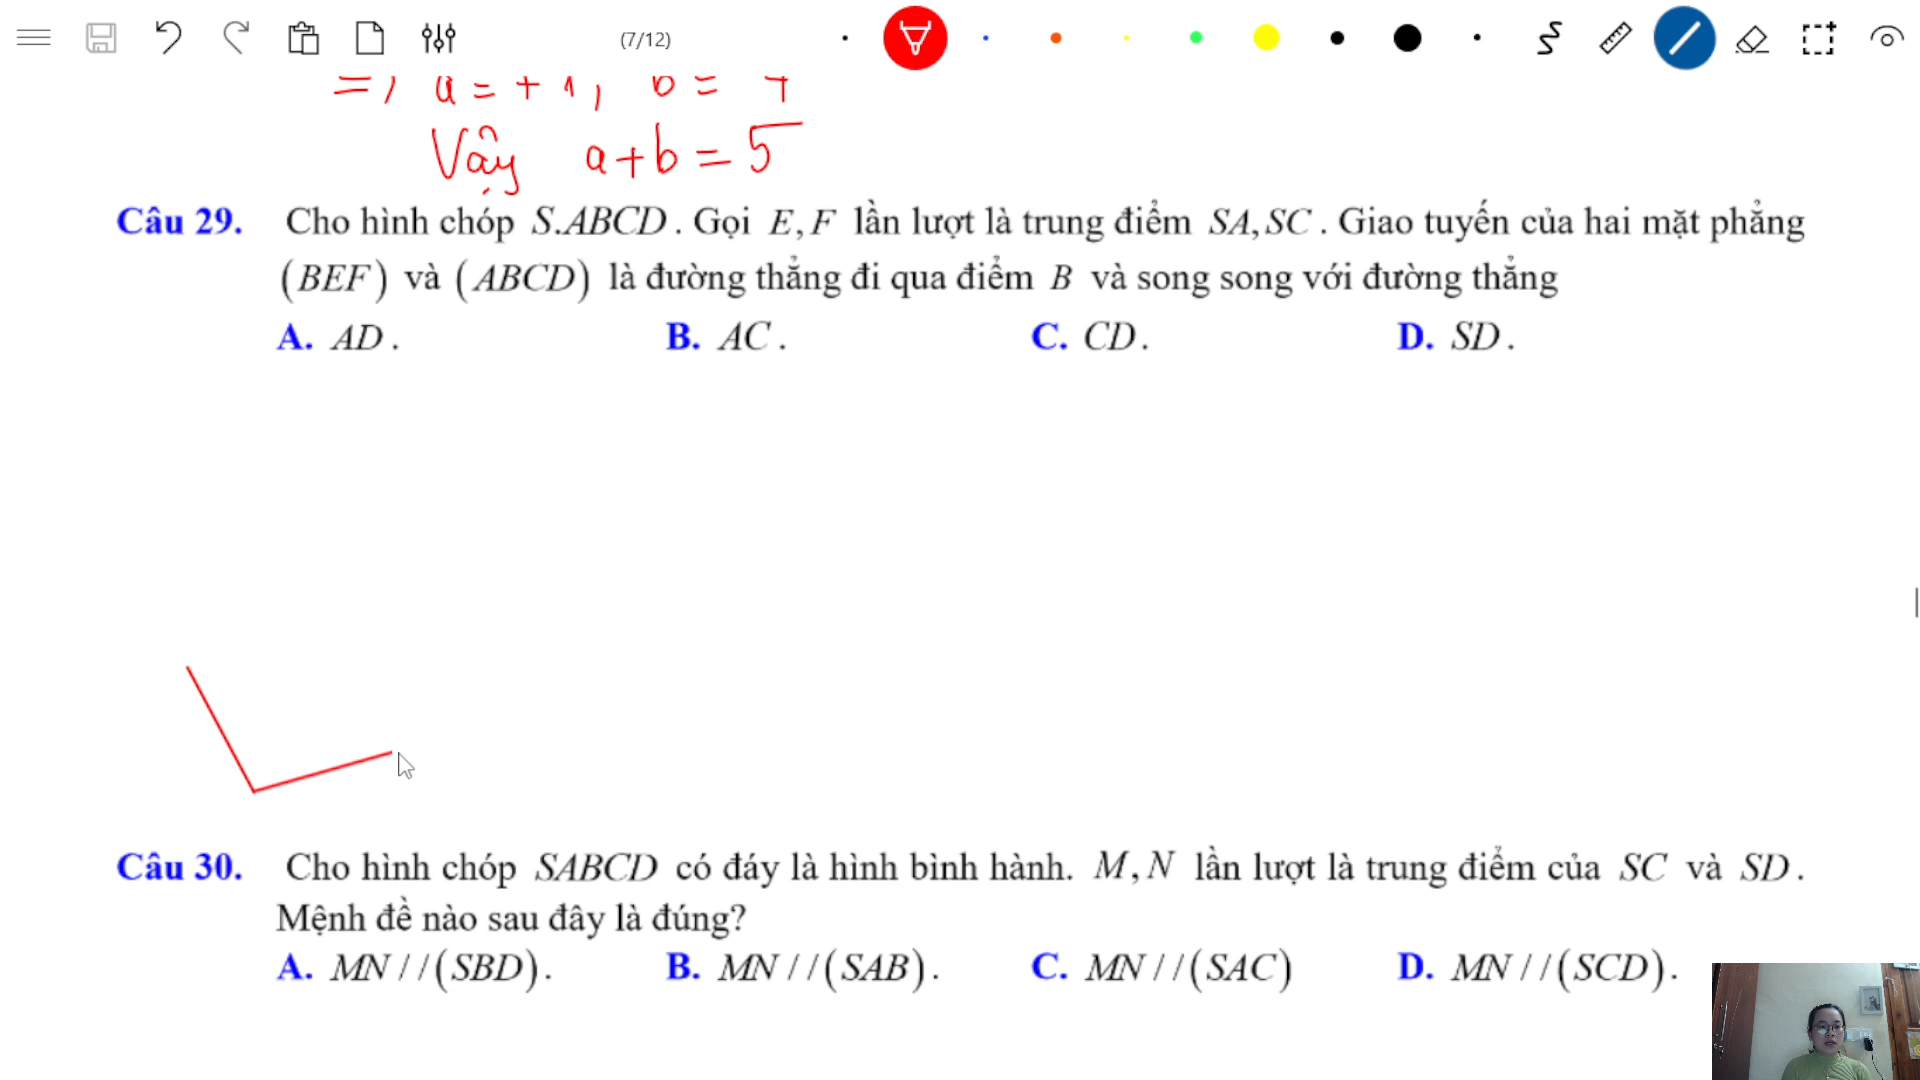 (7/12)
=) a = + 1, b = 4
Vậy a+b = 5
Câu 29. Cho hình chóp S.ABCD. Gọi E,F lần lượt là trung điểm SA,SC. Giao tuyến của hai mặt phẳng
(BEF) và (ABCD) là đường thẳng đi qua điểm B và song song với đường thẳng
A. AD. B. AC. C. CD. D. SD.
Câu 30. Cho hình chóp SABCD có đáy là hình bình hành. M,N lần lượt là trung điểm của SC và SD.
Mệnh đề nào sau đây là đúng?
A. MN//(SBD). B. MN//(SAB). C. MN//(SAC) D. MN//(SCD).